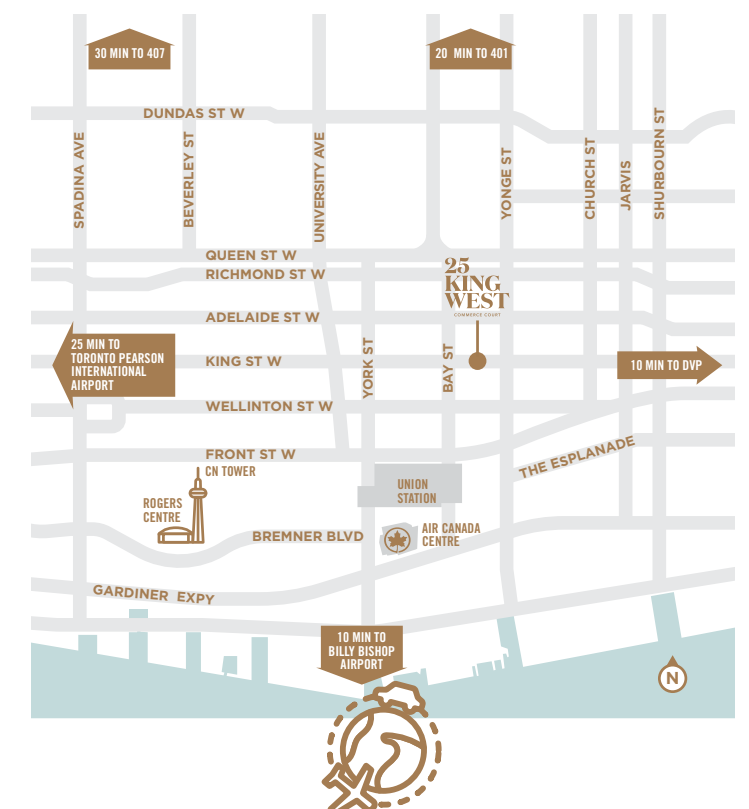 30 MIN TO 407
20 MIN TO 401
DUNDAS ST W
SPADINA AVE
BEVERLEY ST
UNIVERSITY AVE
YONGE ST
CHURCH ST
JARVIS
SHURBOURN ST
QUEEN ST W
RICHMOND ST W
25
KING
WEST
COMMERCE COURT
ADELAIDE ST W
25 MIN TO
TORONTO PEARSON
INTERNATIONAL
AIRPORT
KING ST W
YORK ST
BAY ST
10 MIN TO DVP
WELLINTON ST W
FRONT ST W
THE ESPLANADE
CN TOWER
UNION
STATION
ROGERS
CENTRE
BREMNER BLVD
AIR CANADA
CENTRE
GARDINER EXPY
10 MIN TO
BILLY BISHOP
AIRPORT
N